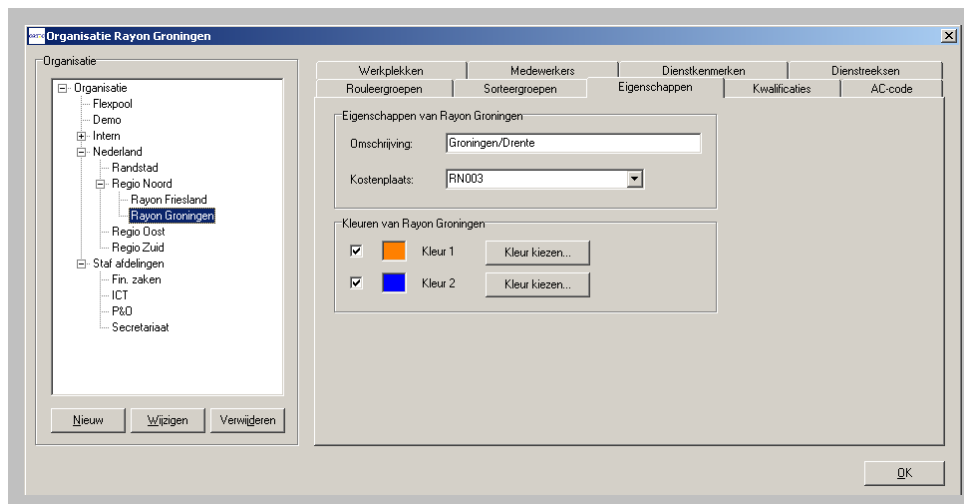 Organisatie Rayon Groningen
Organisatie
Organisatie
Flexpool
Demo
Intern
Nederland
Randstad
Regio Noord
Rayon Friesland
Rayon Groningen
Regio Oost
Regio Zuid
Staf afdelingen
Fin. zaken
ICT
P&O
Secretariaat
Nieuw Wijzigen Verwijderen
Werkplekken Medewerkers Dienstkenmerken Dienstreeksen
Rouleergroepen Sorteergroepen Eigenschappen Kwalificaties AC-code
Eigenschappen van Rayon Groningen
Omschrijving: Groningen/Drente
Kostenplaats: RN003
Kleuren van Rayon Groningen
Kleur 1 Kleur kiezen...
Kleur 2 Kleur kiezen...
OK